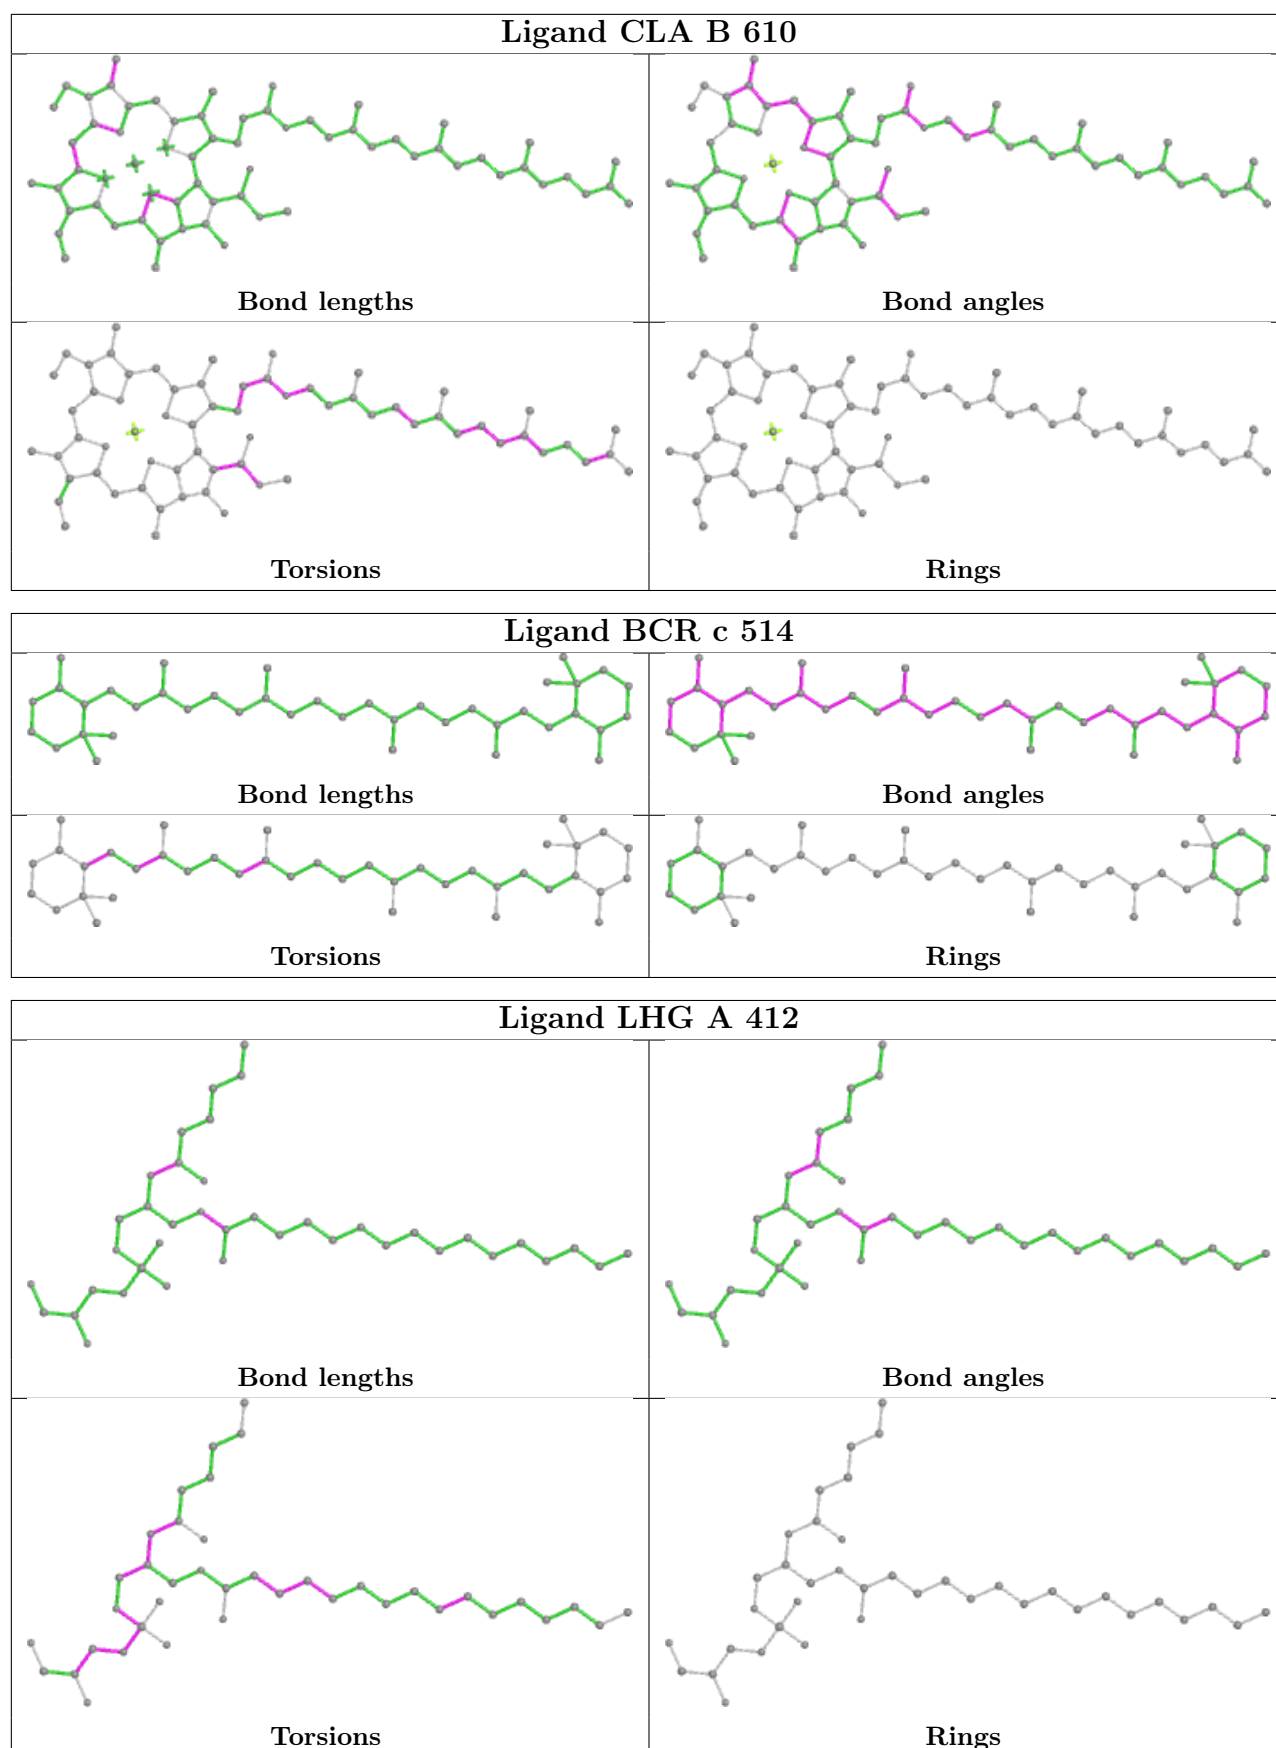 Ligand CLA B 610
Bond lengths
Bond angles
Torsions
Rings
Ligand BCR c 514
Bond lengths
Bond angles
Torsions
Rings
Ligand LHG A 412
Bond lengths
Bond angles
Torsions
Rings